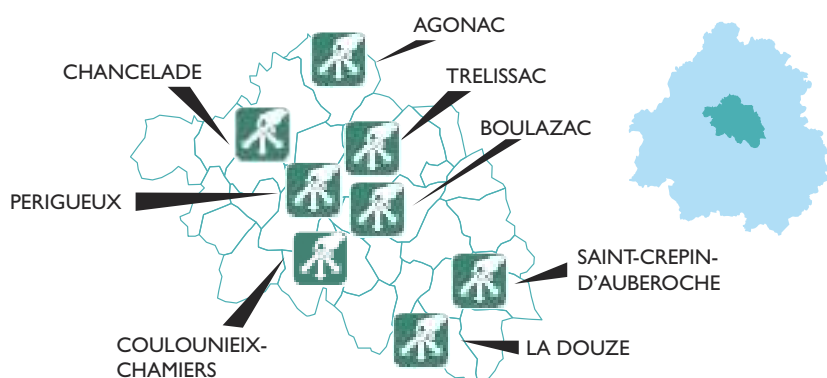 AGONAC
CHANCELADE
TRELISSAC
BOULAZAC
PERIGUEUX
SAINT-CREPIN-
D'AUBEROCHE
COULOUNIEIX-
CHAMIERS
LA DOUZE